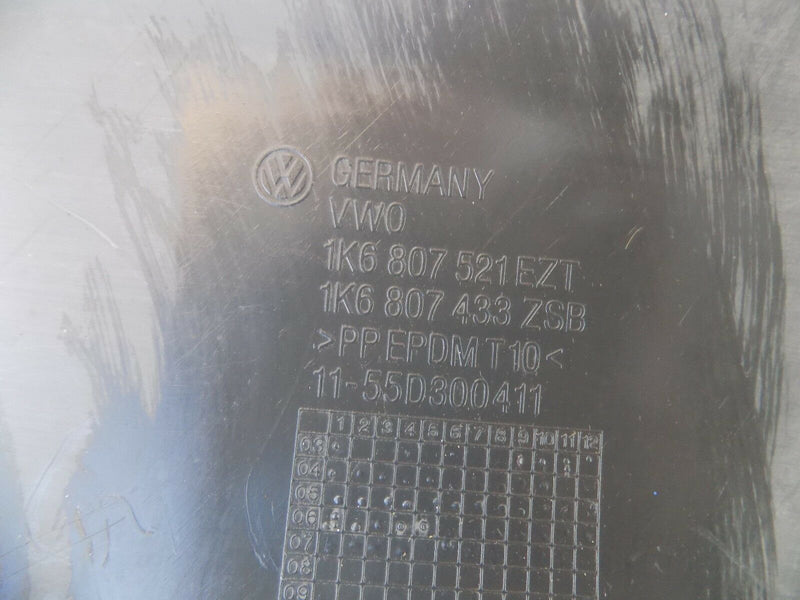 VW GERMANY
VWO
1K6 807 521 EZT
1K6 807 433 ZSB
>PP EPDM T10<
11-55D300411
1 2 3 4 5 6 7 8 9 10 11 12
03
04
05
06
07
08
09